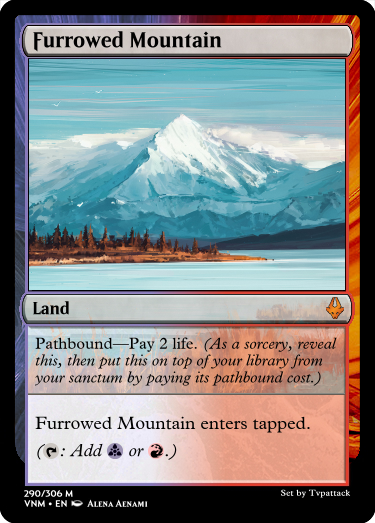 Furrowed Mountain
Land
Pathbound—Pay 2 life. (As a sorcery, reveal
this, then put this on top of your library from
your sanctum by paying its pathbound cost.)
Furrowed Mountain enters tapped.
(: Add or .)
290/306 M
VNM • EN Alena Aenami
Set by Tvpattack